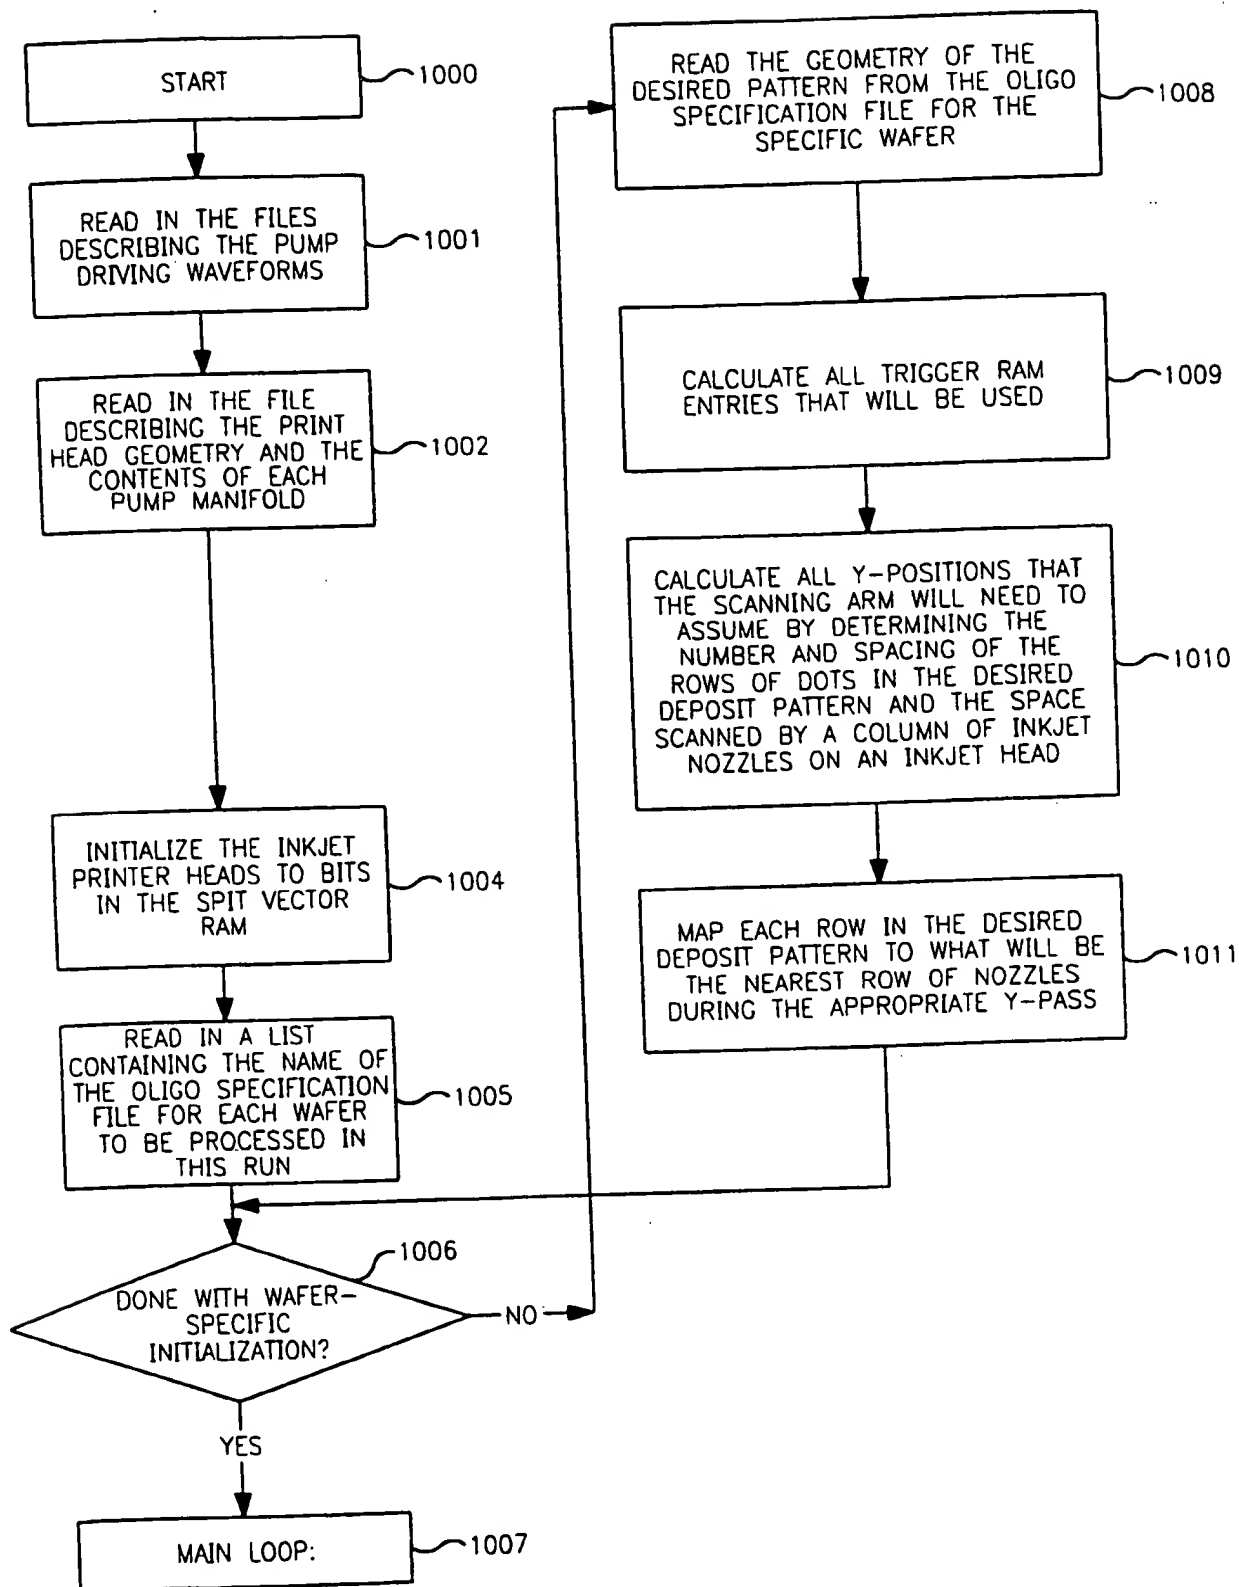 START
1000
READ IN THE FILES
DESCRIBING THE PUMP
DRIVING WAVEFORMS
1001
READ IN THE FILE
DESCRIBING THE PRINT
HEAD GEOMETRY AND THE
CONTENTS OF EACH
PUMP MANIFOLD
1002
INITIALIZE THE INKJET
PRINTER HEADS TO BITS
IN THE SPIT VECTOR
RAM
1004
READ IN A LIST
CONTAINING THE NAME OF
THE OLIGO SPECIFICATION
FILE FOR EACH WAFER
TO BE PROCESSED IN
THIS RUN
1005
DONE WITH WAFER-
SPECIFIC
INITIALIZATION?
1006
NO
YES
MAIN LOOP:
1007
READ THE GEOMETRY OF THE
DESIRED PATTERN FROM THE OLIGO
SPECIFICATION FILE FOR THE
SPECIFIC WAFER
1008
CALCULATE ALL TRIGGER RAM
ENTRIES THAT WILL BE USED
1009
CALCULATE ALL Y-POSITIONS THAT
THE SCANNING ARM WILL NEED TO
ASSUME BY DETERMINING THE
NUMBER AND SPACING OF THE
ROWS OF DOTS IN THE DESIRED
DEPOSIT PATTERN AND THE SPACE
SCANNED BY A COLUMN OF INKJET
NOZZLES ON AN INKJET HEAD
1010
MAP EACH ROW IN THE DESIRED
DEPOSIT PATTERN TO WHAT WILL BE
THE NEAREST ROW OF NOZZLES
DURING THE APPROPRIATE Y-PASS
1011